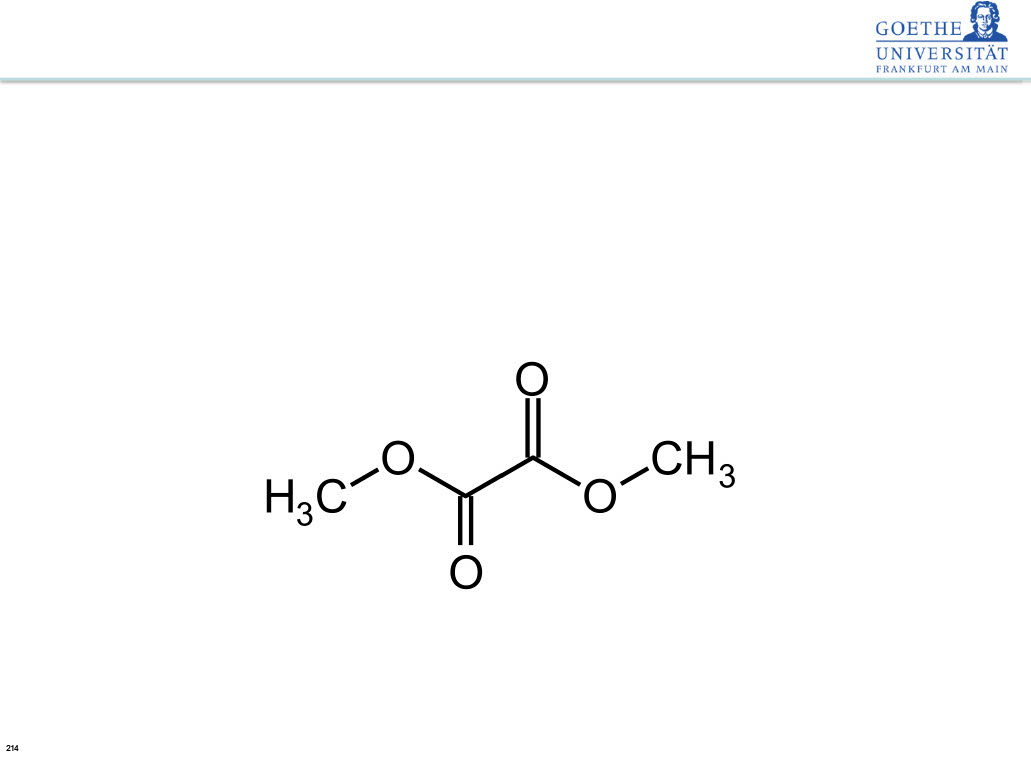 GOETHE
UNIVERSITÄT
FRANKFURT AM MAIN
O
O
CH3
H3C
O
O
214